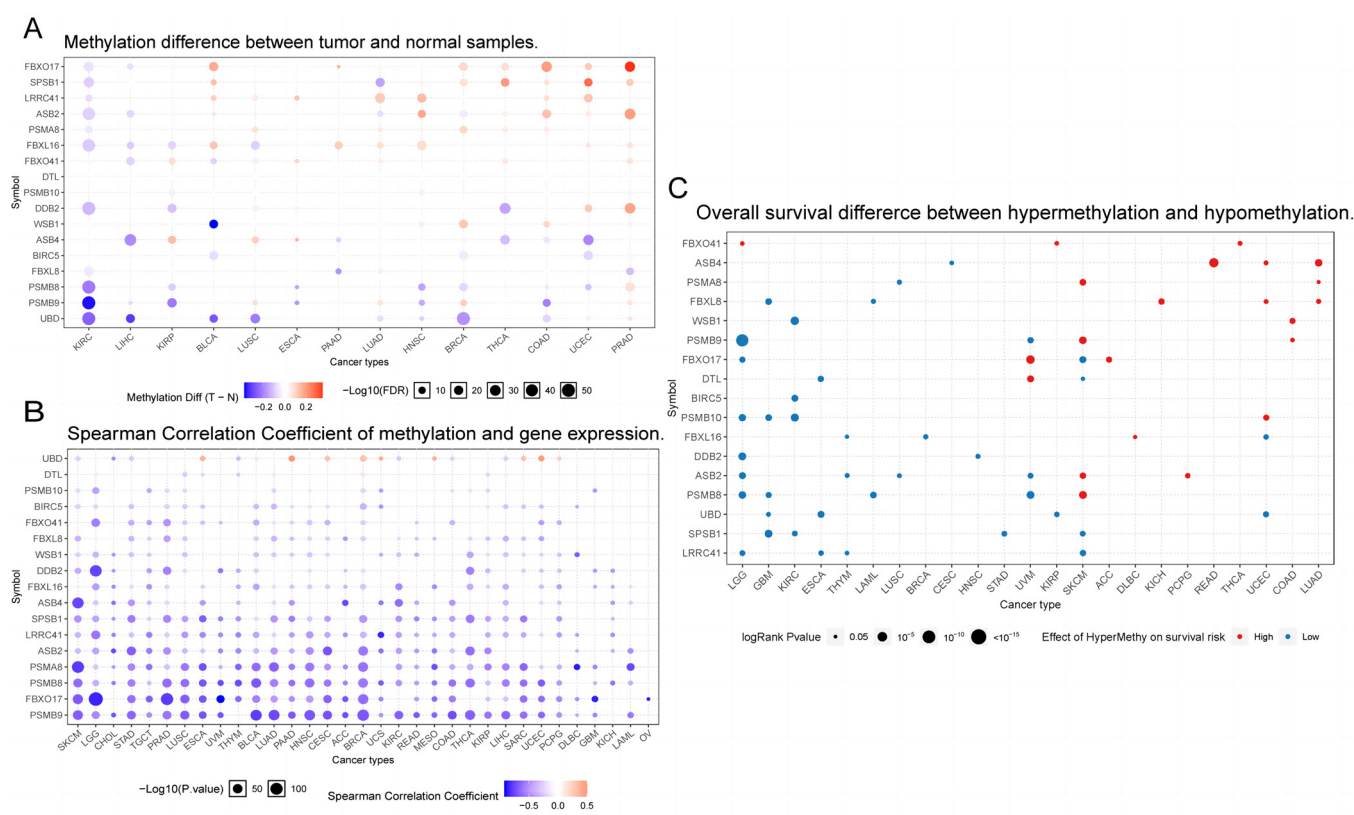 A
Methylation difference between tumor and normal samples.
Symbol
FBXO17
SPSB1
LRRC41
ASB2
PSMA8
FBXL16
FBXO41
DTL
PSMB10
DDB2
WSB1
ASB4
BIRC5
FBXL8
PSMB8
PSMB9
UBD
KIRC LIHC KIRP BLCA LUSC ESCA PAAD LUAD HNSC BRCA THCA COAD UCEC PRAD
Cancer types
Methylation Diff (T − N) −0.2 0.0 0.2 −Log10(FDR) 10 20 30 40 50
B
Spearman Correlation Coefficient of methylation and gene expression.
Symbol
UBD
DTL
PSMB10
BIRC5
FBXO41
FBXL8
WSB1
DDB2
FBXL16
ASB4
SPSB1
LRRC41
ASB2
PSMA8
PSMB8
FBXO17
PSMB9
SKCM LGG CHOL STAD TGCT PRAD LUSC ESCA UVM THYM BLCA LUAD PAAD HNSC CESC ACC BRCA UCS KIRC READ MESO COAD THCA KIRP LIHC SARC UCEC PCPG DLBC GBM KICH LAML OV
Cancer types
−Log10(P.value) 50 100 Spearman Correlation Coefficient −0.5 0.0 0.5
C
Overall survival difference between hypermethylation and hypomethylation.
Symbol
FBXO41
ASB4
PSMA8
FBXL8
WSB1
PSMB9
FBXO17
DTL
BIRC5
PSMB10
FBXL16
DDB2
ASB2
PSMB8
UBD
SPSB1
LRRC41
LGG GBM KIRC ESCA THYM LAML LUSC BRCA CESC HNSC STAD UVM KIRP SKCM ACC DLBC KICH PCPG READ THCA UCEC COAD LUAD
Cancer type
logRank Pvalue 0.05 10⁻⁵ 10⁻¹⁰ <10⁻¹⁵ Effect of HyperMethy on survival risk High Low